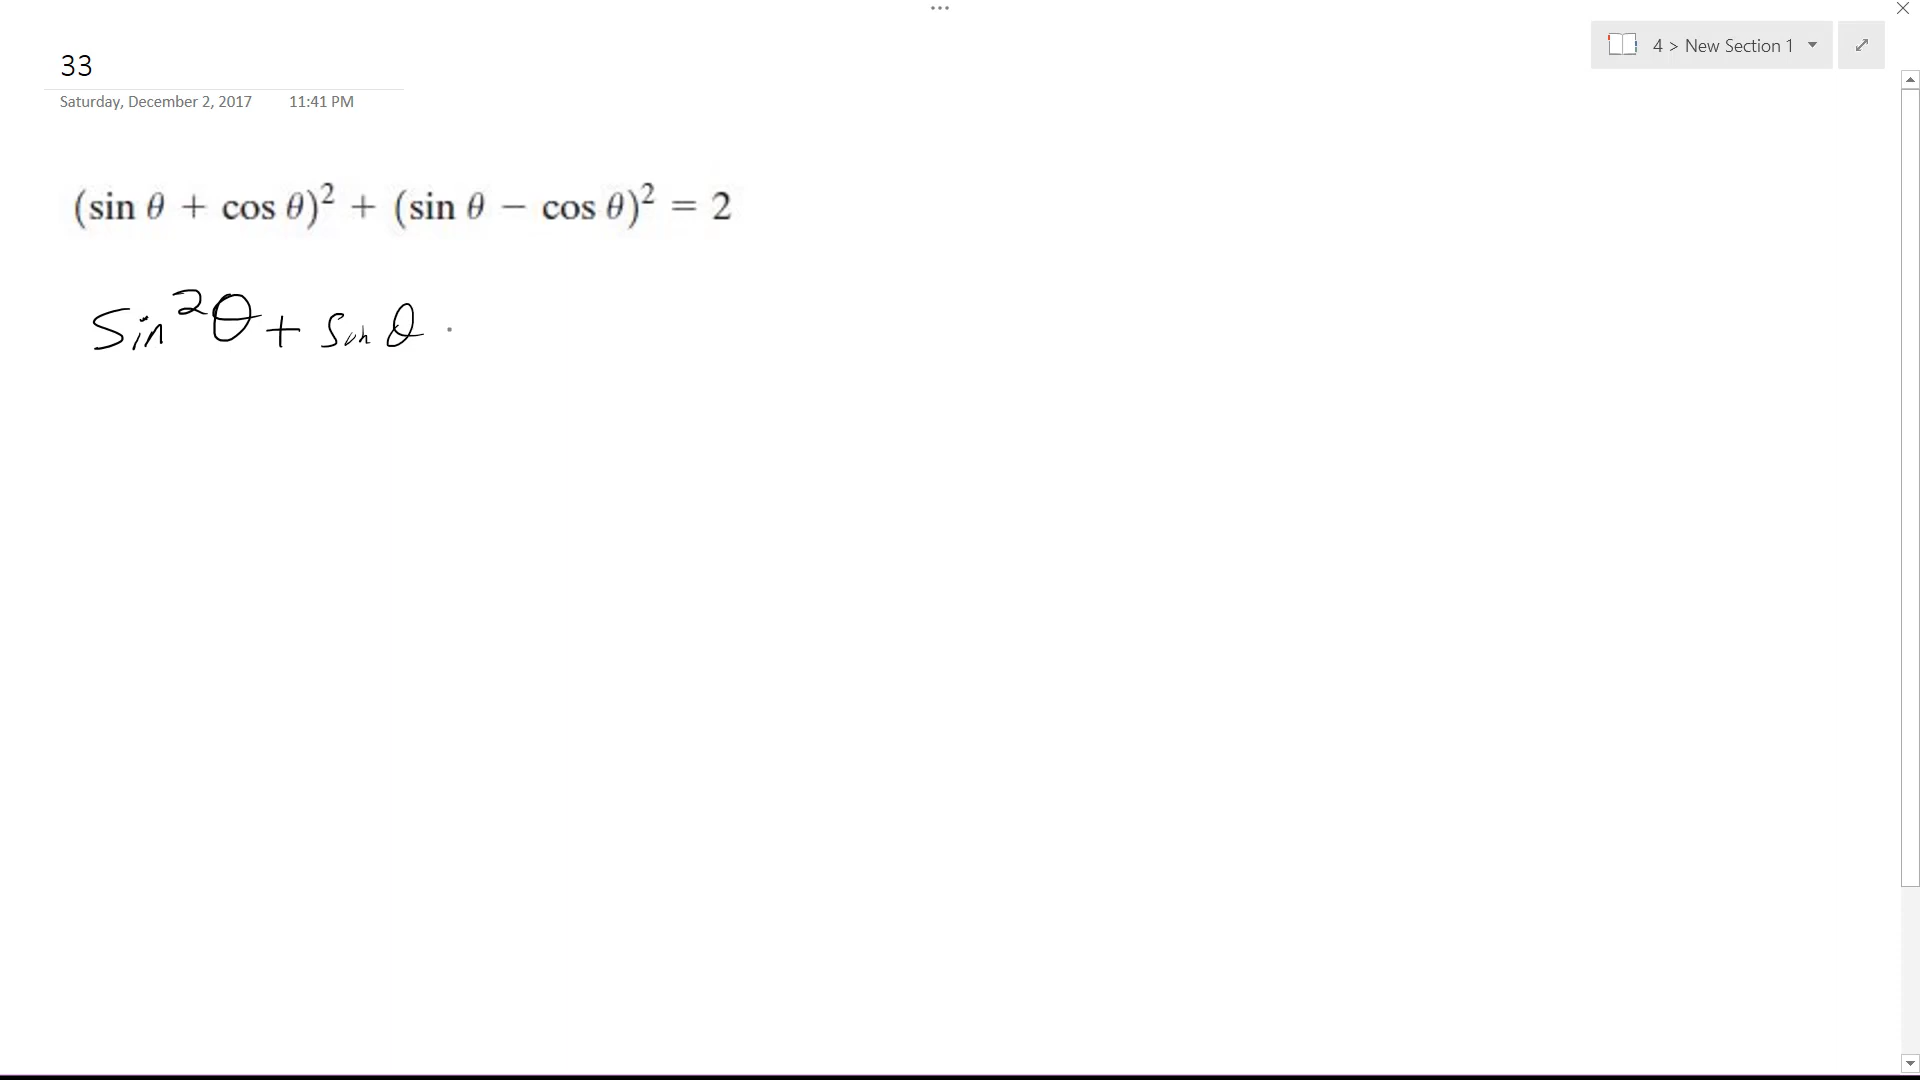 4 > New Section 1
33
Saturday, December 2, 2017 11:41 PM
(sin θ + cos θ)² + (sin θ − cos θ)² = 2
Sin²θ + Sin θ ·